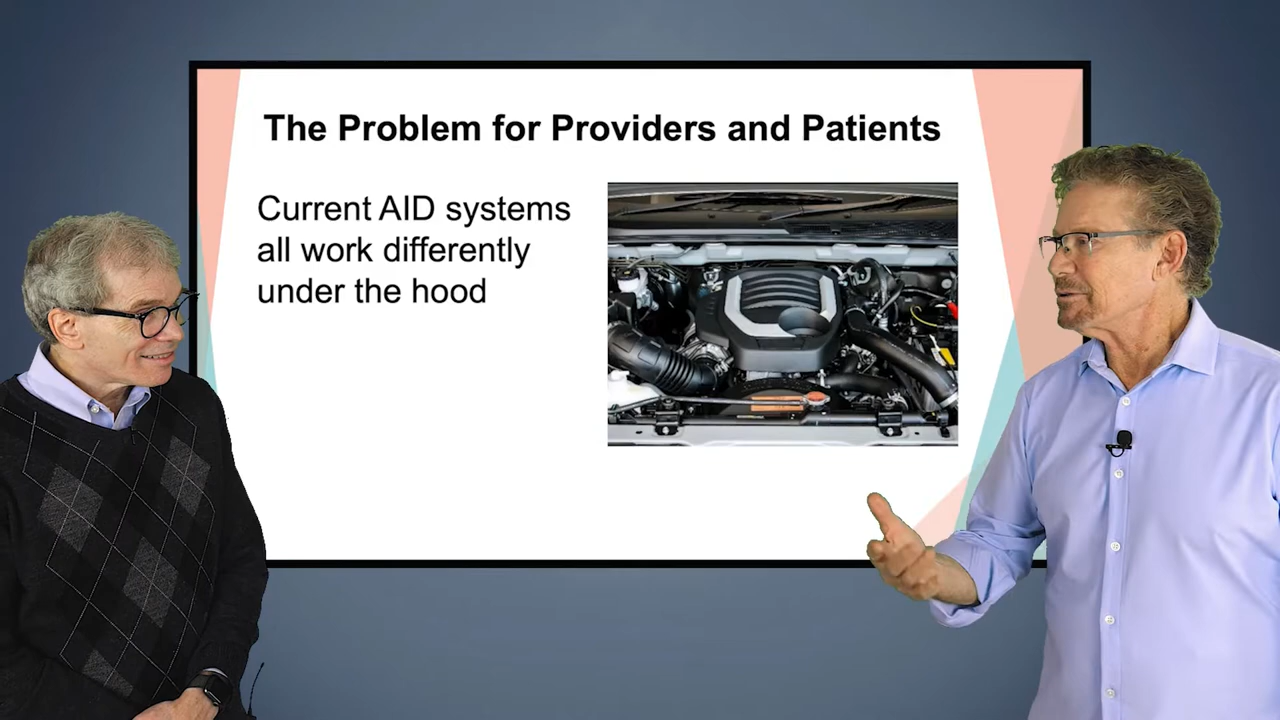 The Problem for Providers and Patients
Current AID systems
all work differently
under the hood